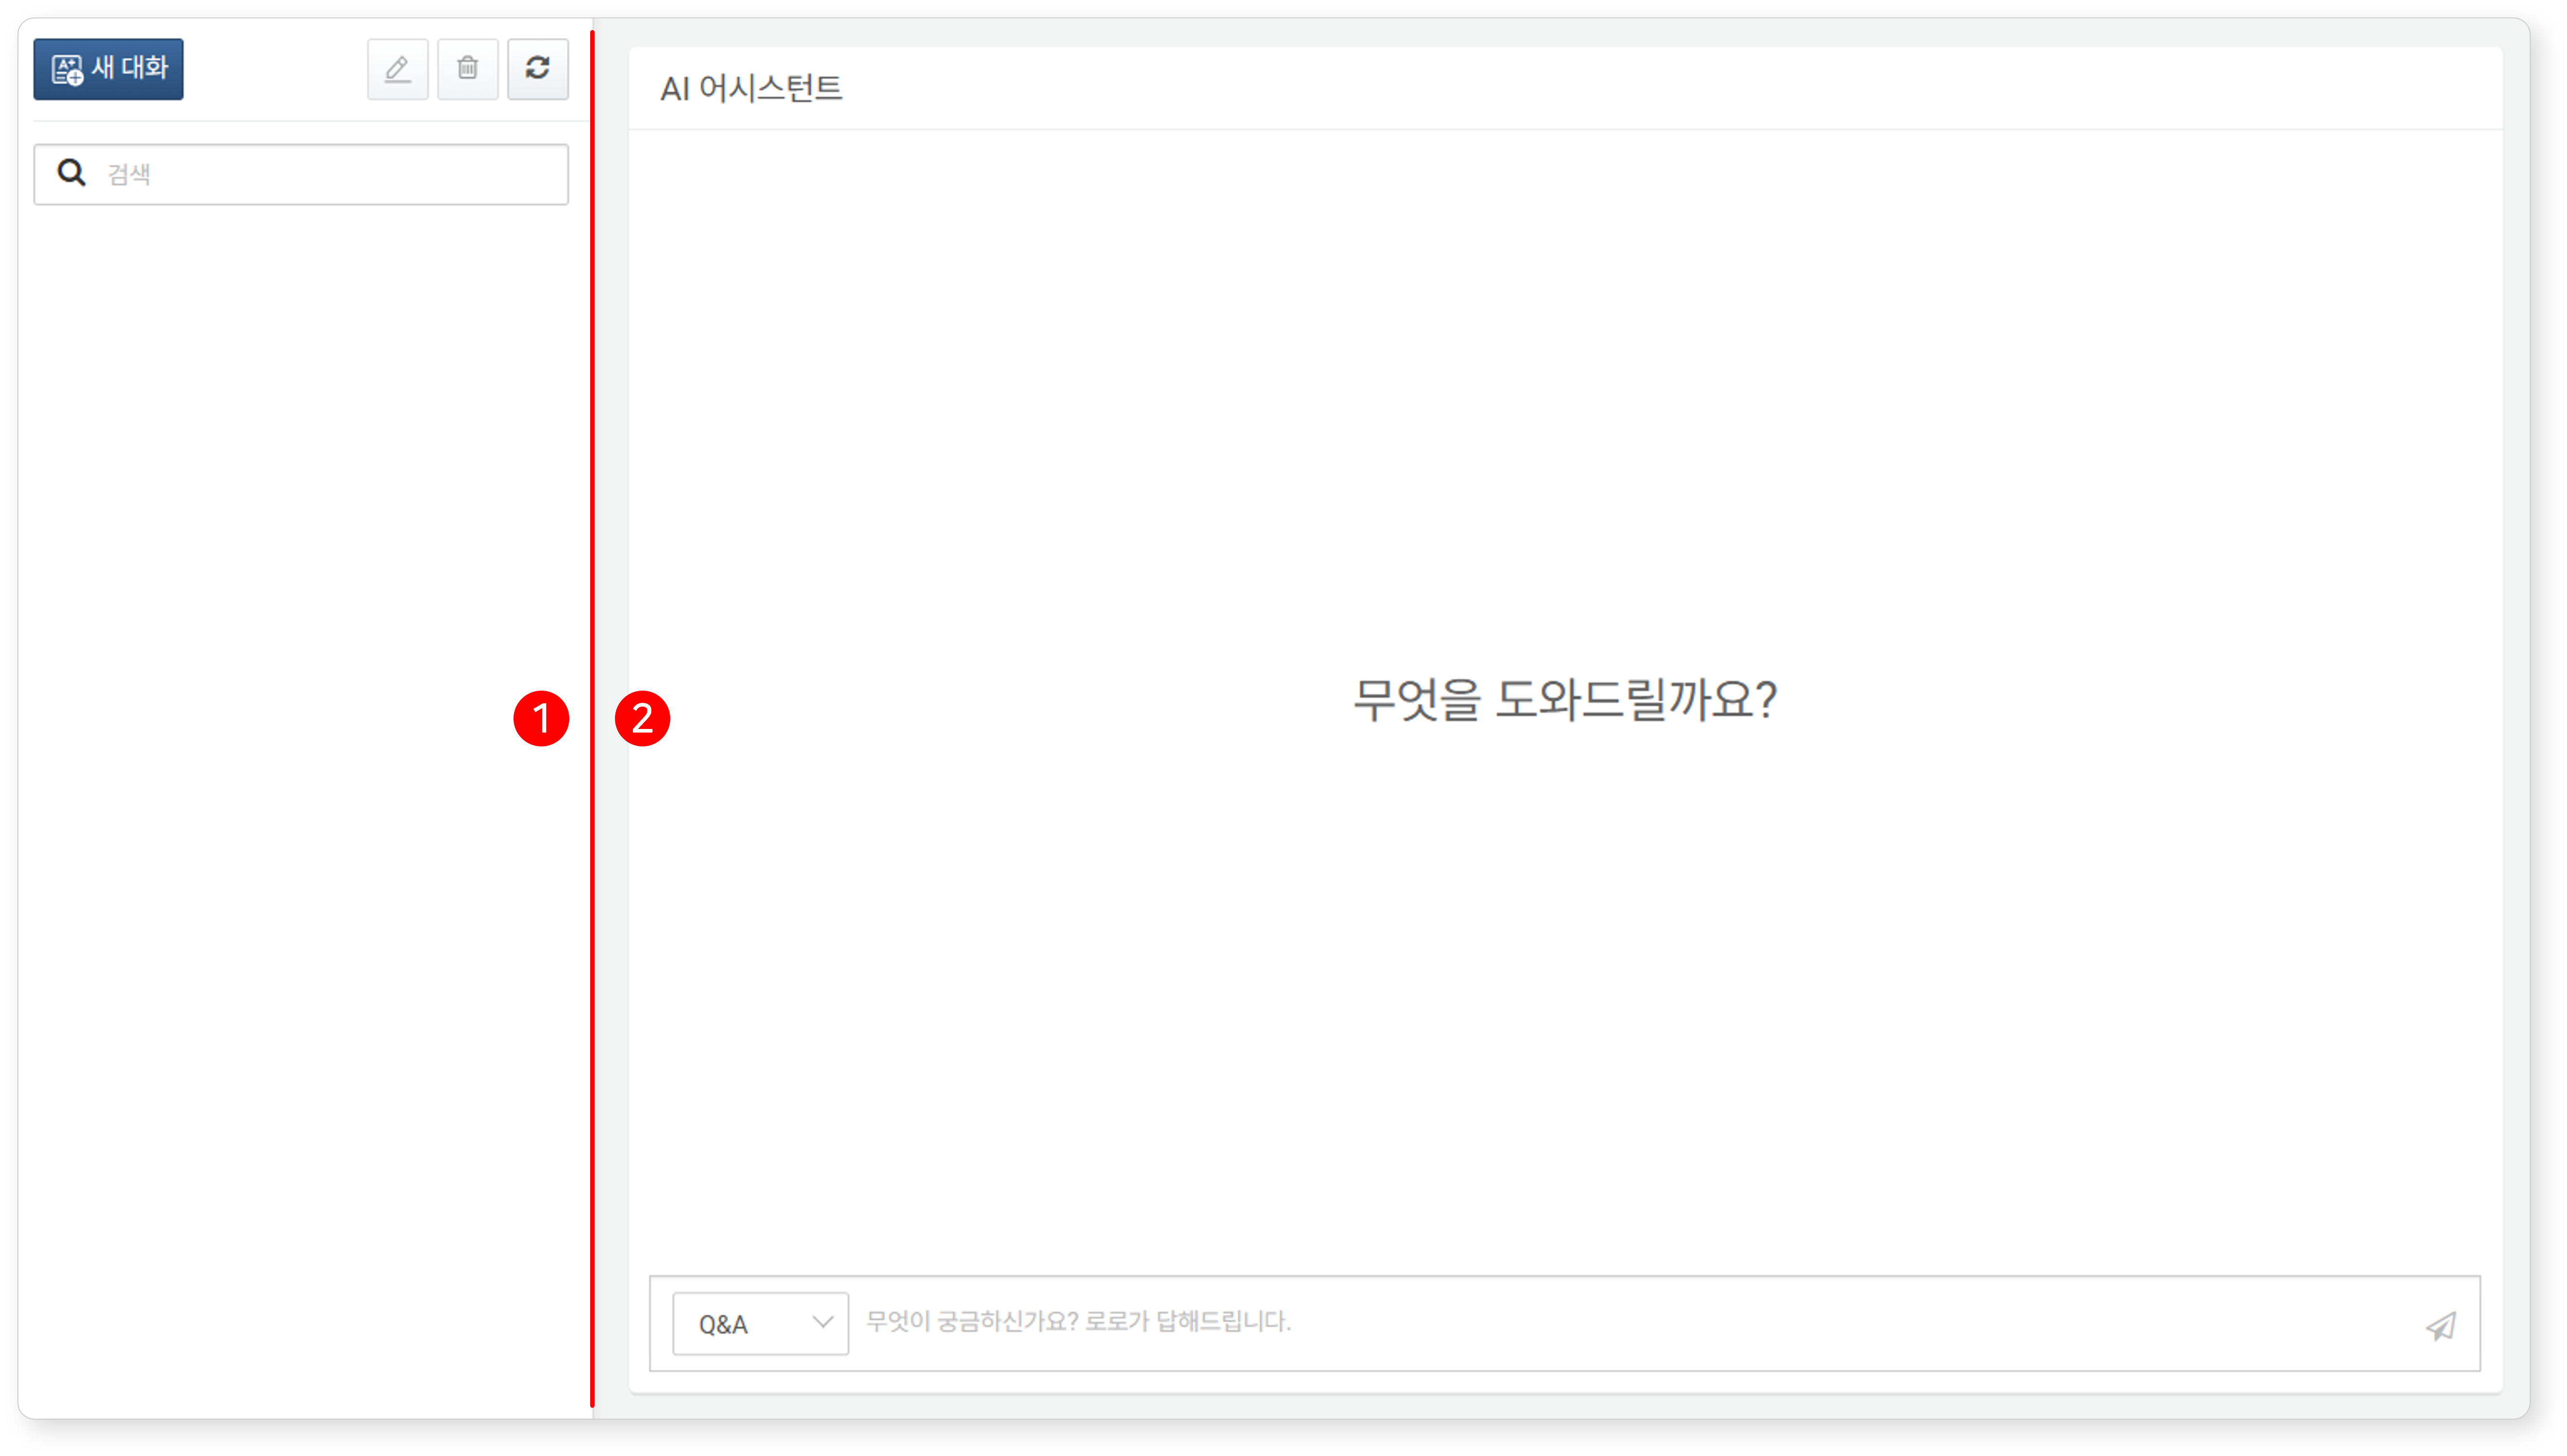 새 대화
검색
1
2
AI 어시스턴트
무엇을 도와드릴까요?
Q&A
무엇이 궁금하신가요? 로로가 답해드립니다.